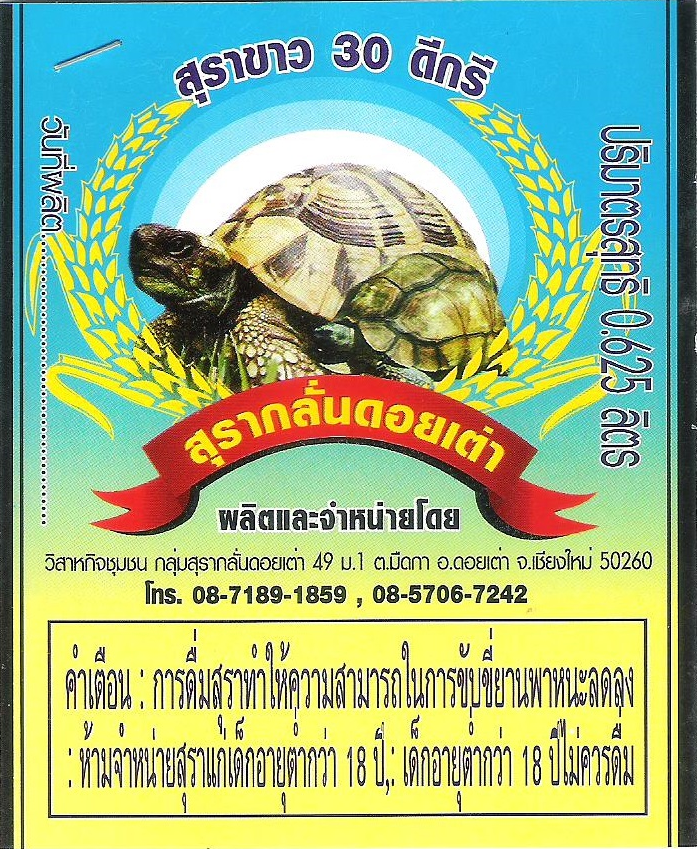 สุราขาว 30 ดีกรี
วันที่ผลิต..........................................
ปริมาตรสุทธิ 0.625 ลิตร
สุรากลั่นดอยเต่า
ผลิตและจำหน่ายโดย
วิสาหกิจชุมชน กลุ่มสุรากลั่นดอยเต่า 49 ม.1 ต.มืดกา อ.ดอยเต่า จ.เชียงใหม่ 50260
โทร. 08-7189-1859 , 08-5706-7242
คำเตือน : การดื่มสุราทำให้ความสามารถในการขับขี่ยานพาหนะลดลง
: ห้ามจำหน่ายสุราแก่เด็กอายุต่ำกว่า 18 ปี,: เด็กอายุต่ำกว่า 18 ปีไม่ควรดื่ม